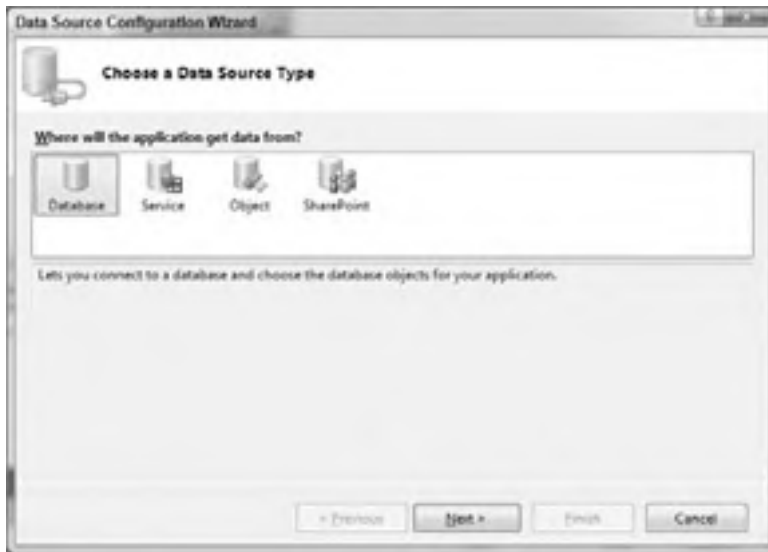 Data Source Configuration Wizard
Choose a Data Source Type
Where will the application get data from?
Database
Service
Object
SharePoint
Lets you connect to a database and choose the database objects for your application.
< Previous
Next >
Finish
Cancel